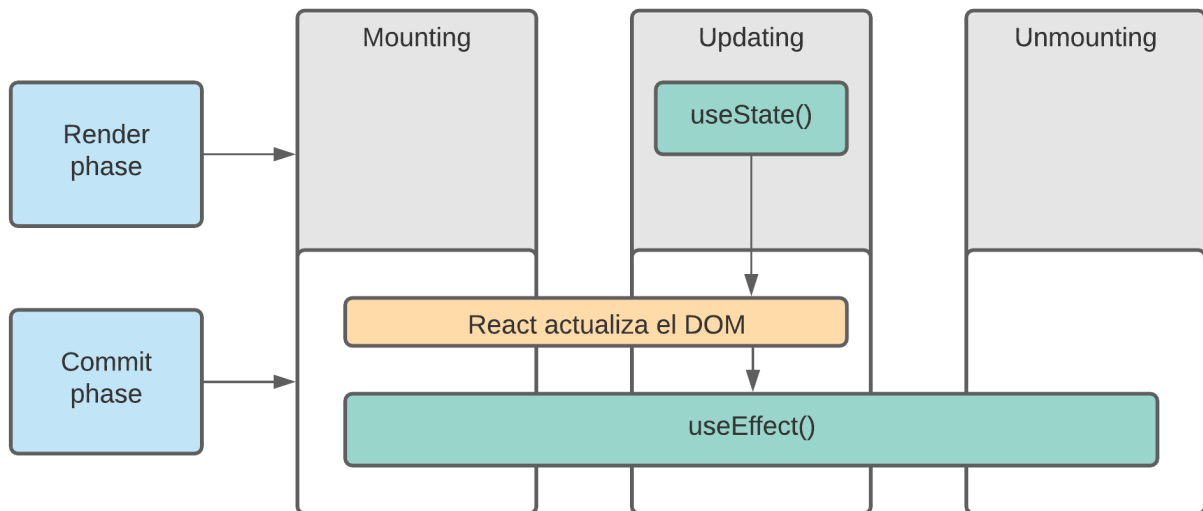 Mounting
Updating
Unmounting
Render
phase
useState()
React actualiza el DOM
Commit
phase
useEffect()